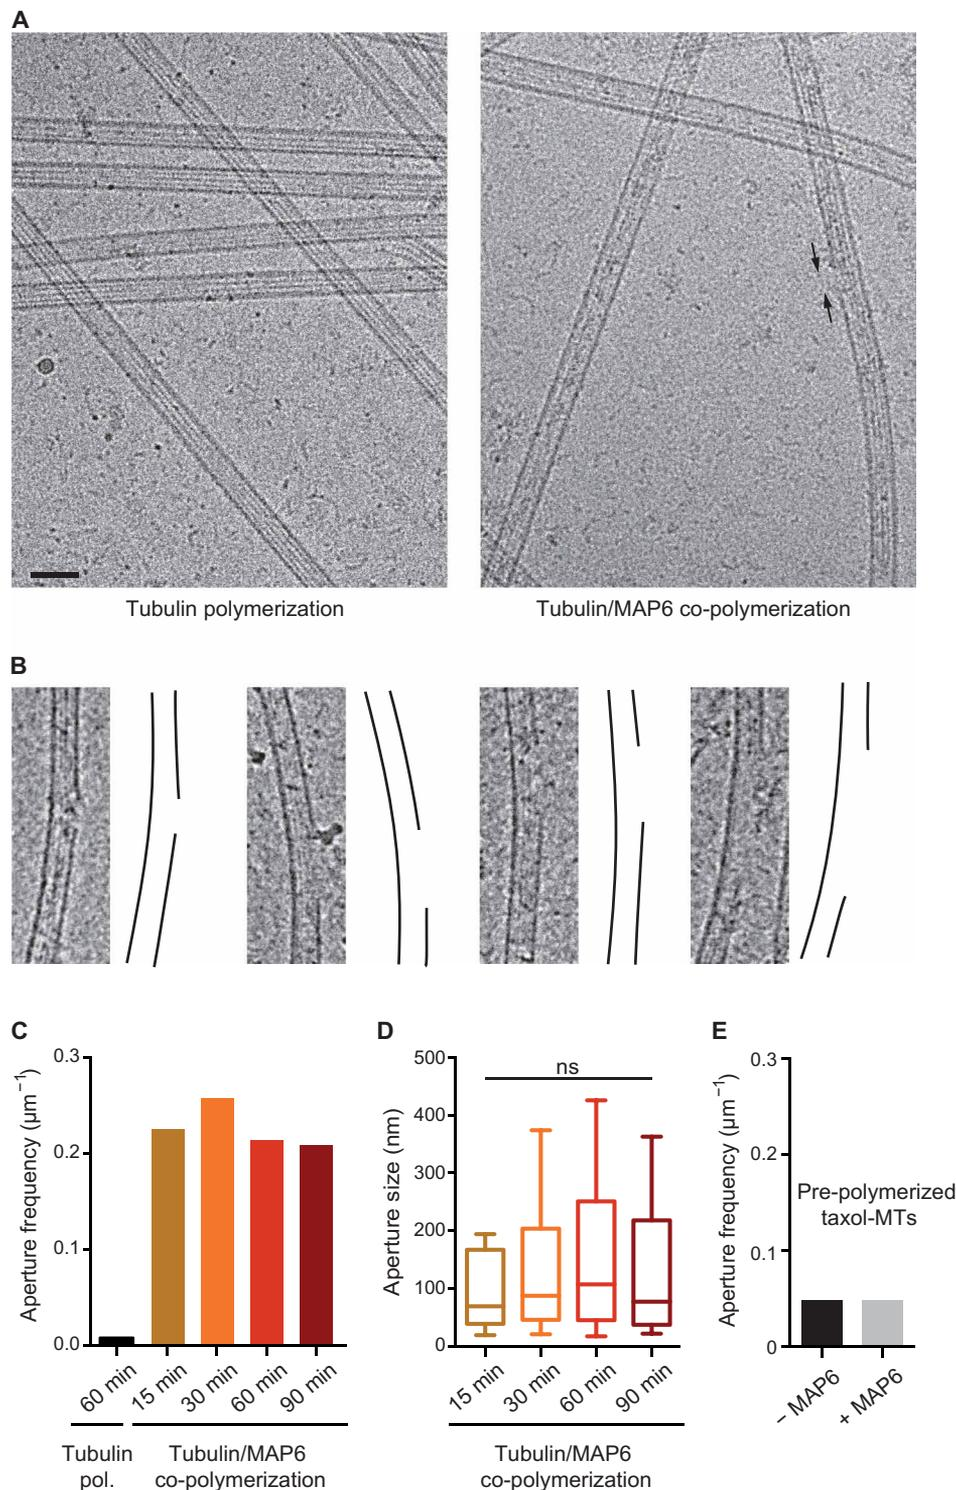 A
Tubulin polymerization
Tubulin/MAP6 co-polymerization
B
C
Aperture frequency (µm⁻¹)
0.3
0.2
0.1
0.0
60 min
15 min
30 min
60 min
90 min
Tubulin
pol.
Tubulin/MAP6
co-polymerization
D
Aperture size (nm)
500
400
300
200
100
0
ns
15 min
30 min
60 min
90 min
Tubulin/MAP6
co-polymerization
E
Aperture frequency (µm⁻¹)
0.3
0.2
0.1
0
Pre-polymerized
taxol-MTs
– MAP6
+ MAP6